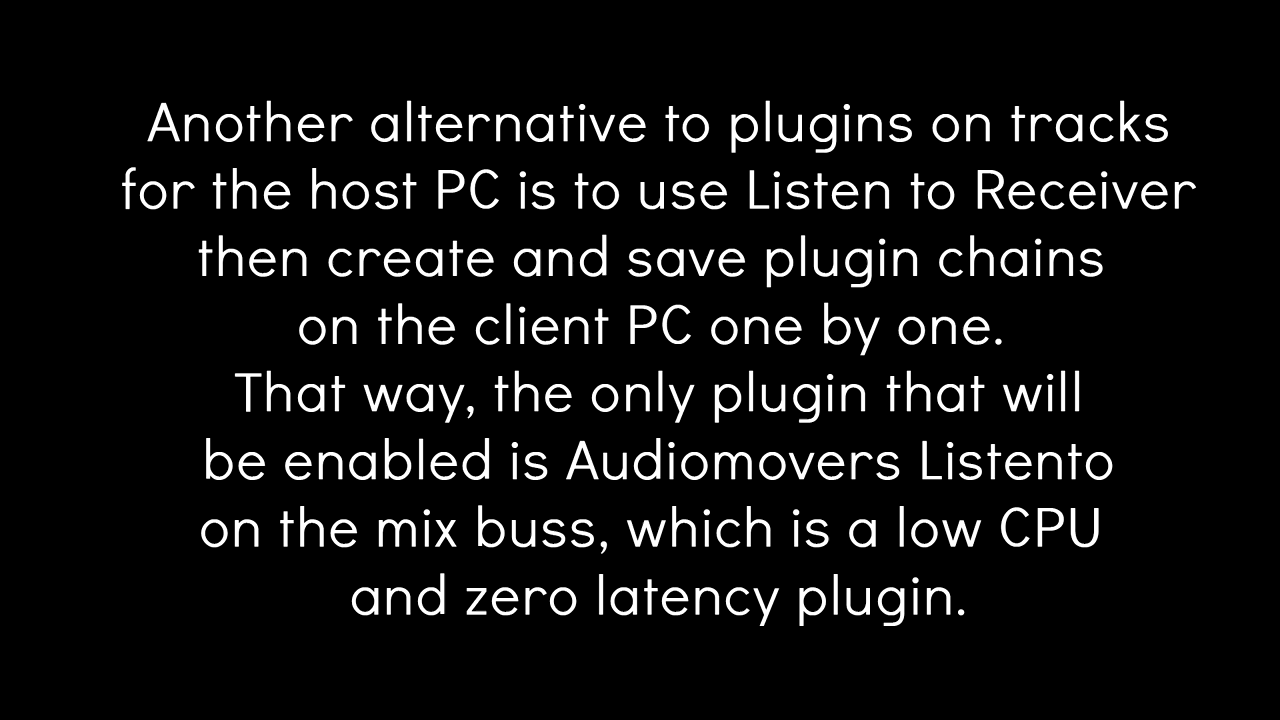 Another alternative to plugins on tracks
for the host PC is to use Listen to Receiver
then create and save plugin chains
on the client PC one by one.
That way, the only plugin that will
be enabled is Audiomovers Listento
on the mix buss, which is a low CPU
and zero latency plugin.